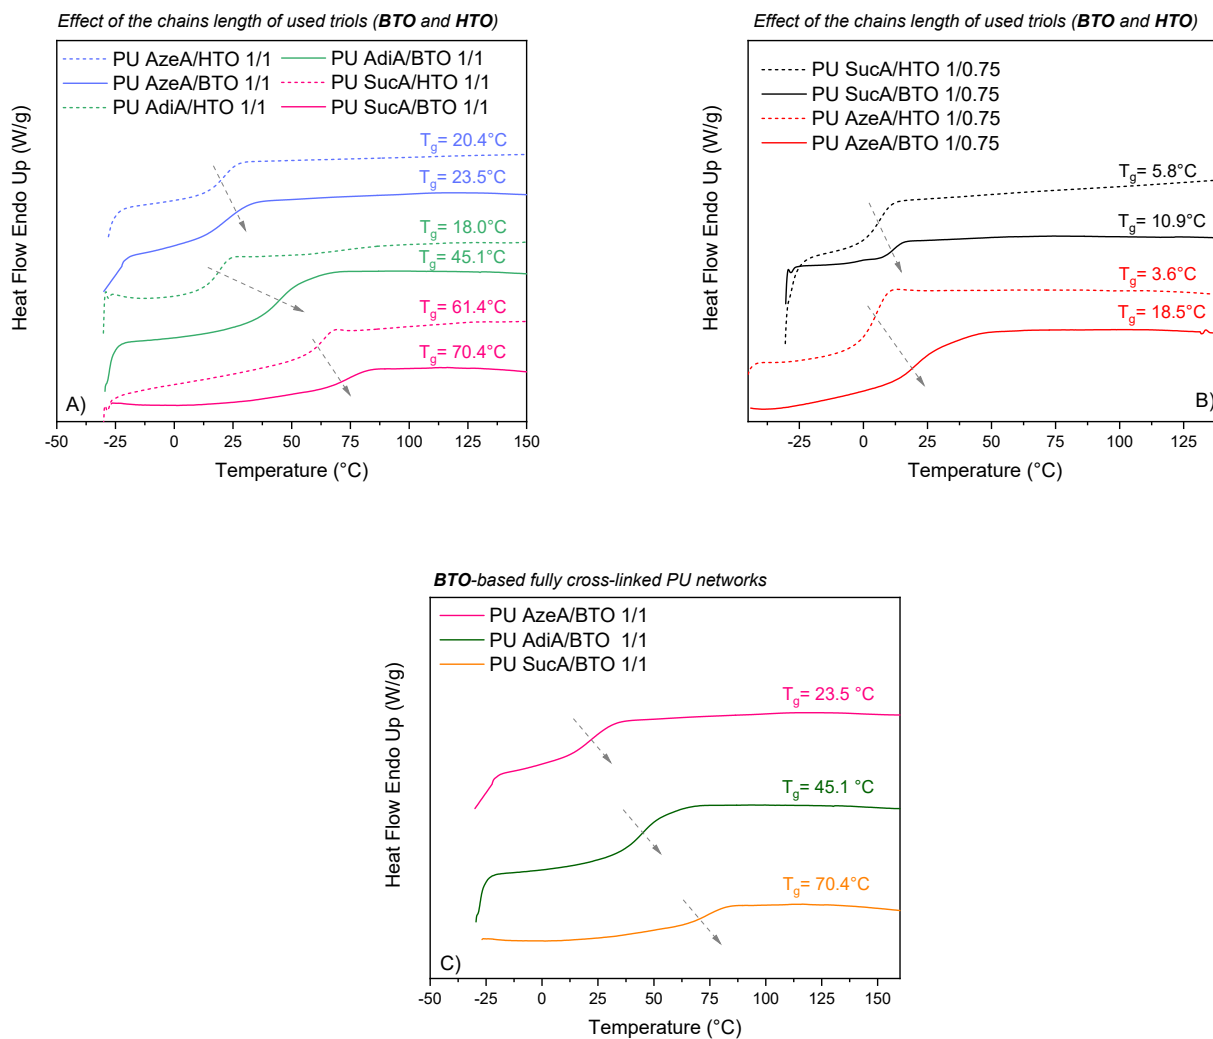 Effect of the chains length of used triols (BTO and HTO)
PU AzeA/HTO 1/1
PU AdiA/BTO 1/1
PU AzeA/BTO 1/1
PU SucA/HTO 1/1
PU AdiA/HTO 1/1
PU SucA/BTO 1/1
Tg= 20.4°C
Tg= 23.5°C
Tg= 18.0°C
Tg= 45.1°C
Tg= 61.4°C
Tg= 70.4°C
A)
Heat Flow Endo Up (W/g)
-50 -25 0 25 50 75 100 125 150
Temperature (°C)
Effect of the chains length of used triols (BTO and HTO)
PU SucA/HTO 1/0.75
PU SucA/BTO 1/0.75
PU AzeA/HTO 1/0.75
PU AzeA/BTO 1/0.75
Tg= 5.8°C
Tg= 10.9°C
Tg= 3.6°C
Tg= 18.5°C
B)
Heat Flow Endo Up (W/g)
-25 0 25 50 75 100 125
Temperature (°C)
BTO-based fully cross-linked PU networks
PU AzeA/BTO 1/1
PU AdiA/BTO 1/1
PU SucA/BTO 1/1
Tg= 23.5 °C
Tg= 45.1 °C
Tg= 70.4°C
C)
Heat Flow Endo Up (W/g)
-50 -25 0 25 50 75 100 125 150
Temperature (°C)